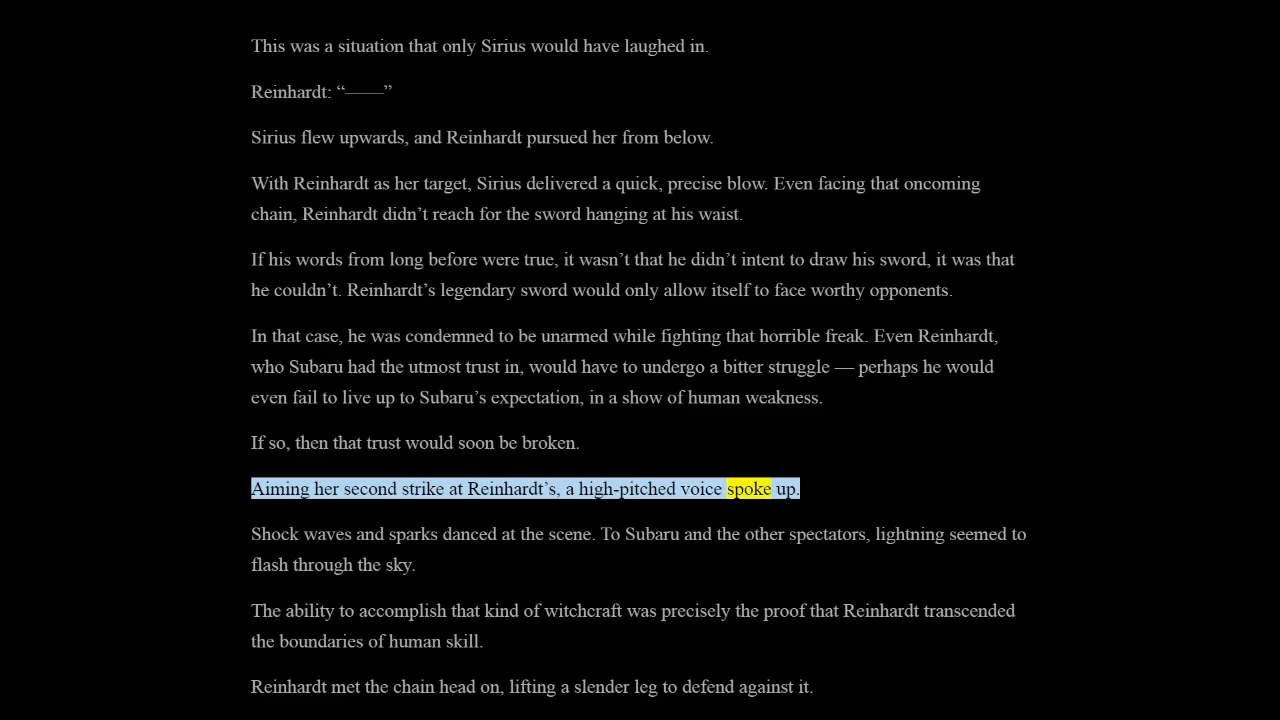 This was a situation that only Sirius would have laughed in.
Reinhardt: “——”
Sirius flew upwards, and Reinhardt pursued her from below.
With Reinhardt as her target, Sirius delivered a quick, precise blow. Even facing that oncoming
chain, Reinhardt didn’t reach for the sword hanging at his waist.
If his words from long before were true, it wasn’t that he didn’t intent to draw his sword, it was that
he couldn’t. Reinhardt’s legendary sword would only allow itself to face worthy opponents.
In that case, he was condemned to be unarmed while fighting that horrible freak. Even Reinhardt,
who Subaru had the utmost trust in, would have to undergo a bitter struggle — perhaps he would
even fail to live up to Subaru’s expectation, in a show of human weakness.
If so, then that trust would soon be broken.
Aiming her second strike at Reinhardt’s, a high-pitched voice spoke up.
Shock waves and sparks danced at the scene. To Subaru and the other spectators, lightning seemed to
flash through the sky.
The ability to accomplish that kind of witchcraft was precisely the proof that Reinhardt transcended
the boundaries of human skill.
Reinhardt met the chain head on, lifting a slender leg to defend against it.